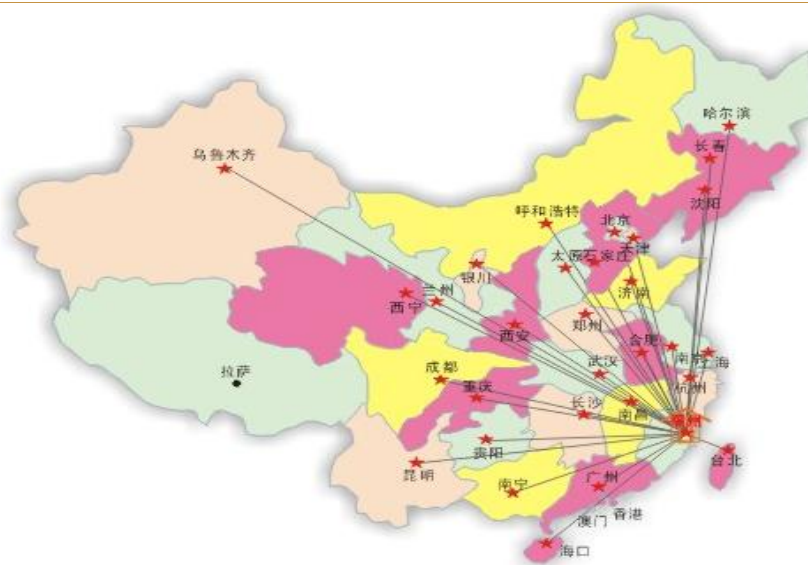 哈尔滨
长春
乌鲁木齐
沈阳
呼和浩特
北京
天津
太原
石家庄
银川
兰州
济南
西宁
郑州
西安
合肥
南京
上海
武汉
成都
拉萨
杭州
重庆
长沙
南昌
福州
贵阳
台北
昆明
广州
南宁
香港
澳门
海口